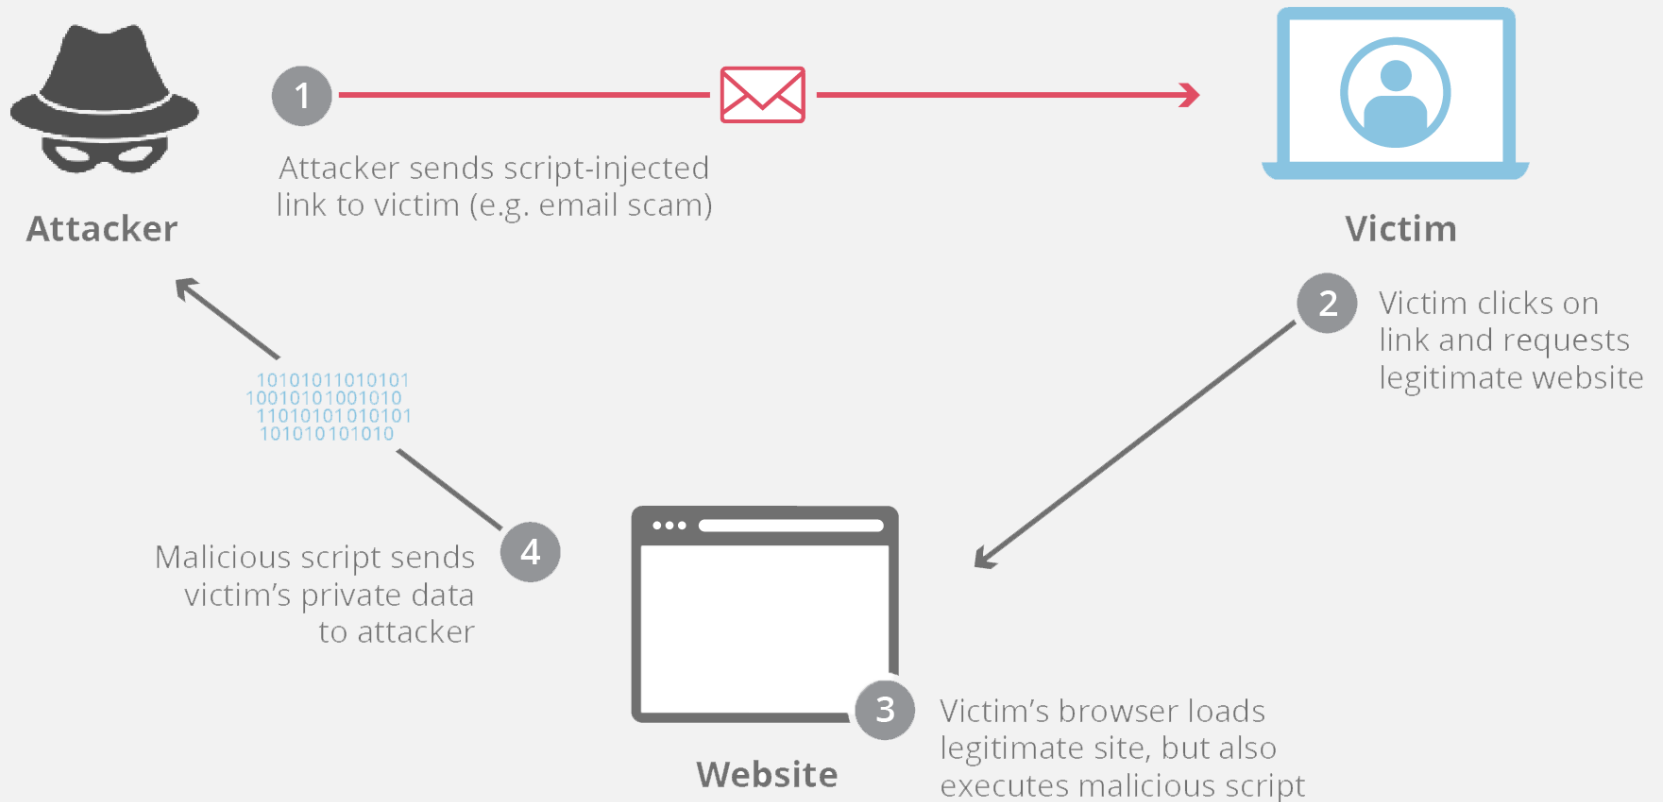 1
Attacker sends script-injected
link to victim (e.g. email scam)
Attacker
Victim
2
Victim clicks on
link and requests
legitimate website
10101011010101
10010101001010
11010101010101
101010101010
4
Malicious script sends
victim’s private data
to attacker
3
Victim’s browser loads
legitimate site, but also
executes malicious script
Website